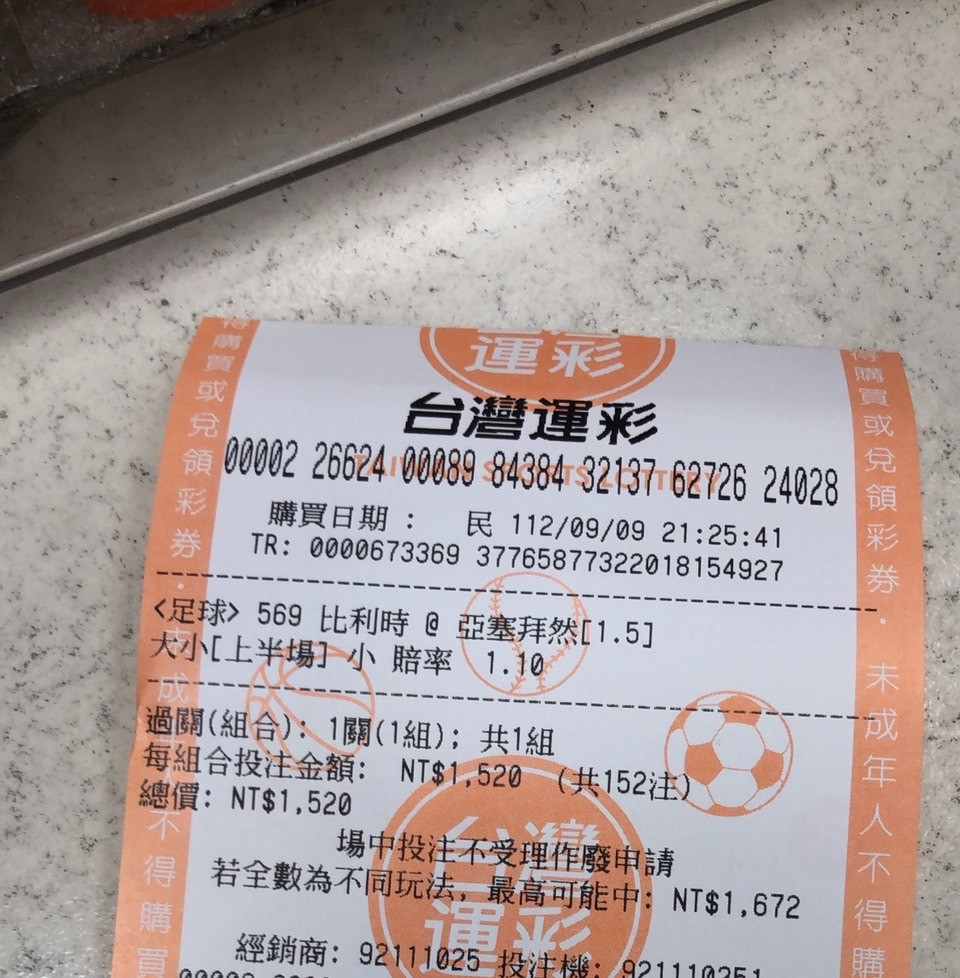 運彩
台灣運彩
TAIWAN SPORTS LOTTERY
00002 26624 00089 84384 32137 62726 24028
購買日期： 民 112/09/09 21:25:41
TR: 0000673369 37765877322018154927
<足球> 569 比利時 @ 亞塞拜然[1.5]
大小[上半場] 小 賠率 1.10
過關(組合): 1關(1組); 共1組
每組合投注金額: NT$1,520 (共152注)
總價: NT$1,520
場中投注不受理作廢申請
若全數為不同玩法, 最高可能中: NT$1,672
台灣
運彩
經銷商: 92111025 投注機: 921110251
得購買或兌領彩券．未成年人不得購買
得購買或兌領彩券．未成年人不得購